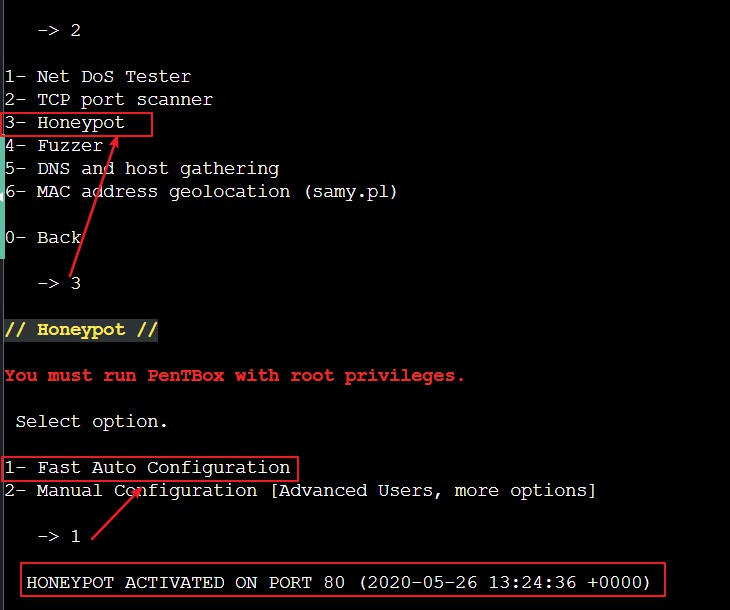 -> 2
1- Net DoS Tester
2- TCP port scanner
3- Honeypot
4- Fuzzer
5- DNS and host gathering
6- MAC address geolocation (samy.pl)
0- Back
-> 3
// Honeypot //
You must run PenTBox with root privileges.
Select option.
1- Fast Auto Configuration
2- Manual Configuration [Advanced Users, more options]
-> 1
HONEYPOT ACTIVATED ON PORT 80 (2020-05-26 13:24:36 +0000)